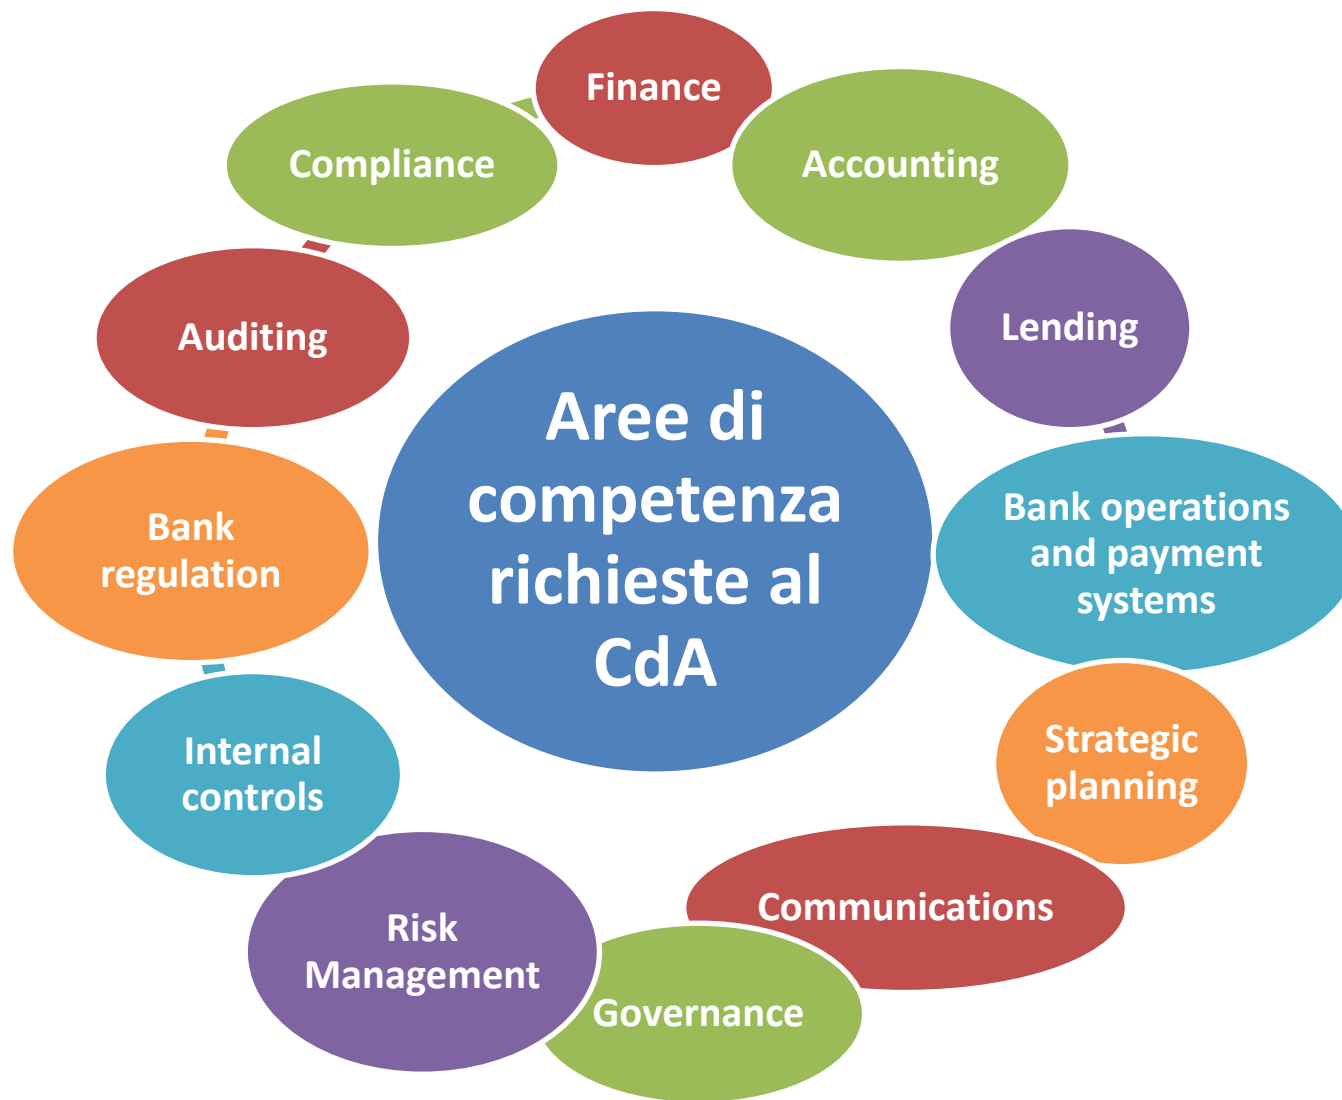 Finance
Accounting
Compliance
Lending
Auditing
Aree di
competenza
richieste al
CdA
Bank operations
and payment
systems
Bank
regulation
Strategic
planning
Internal
controls
Communications
Risk
Management
Governance